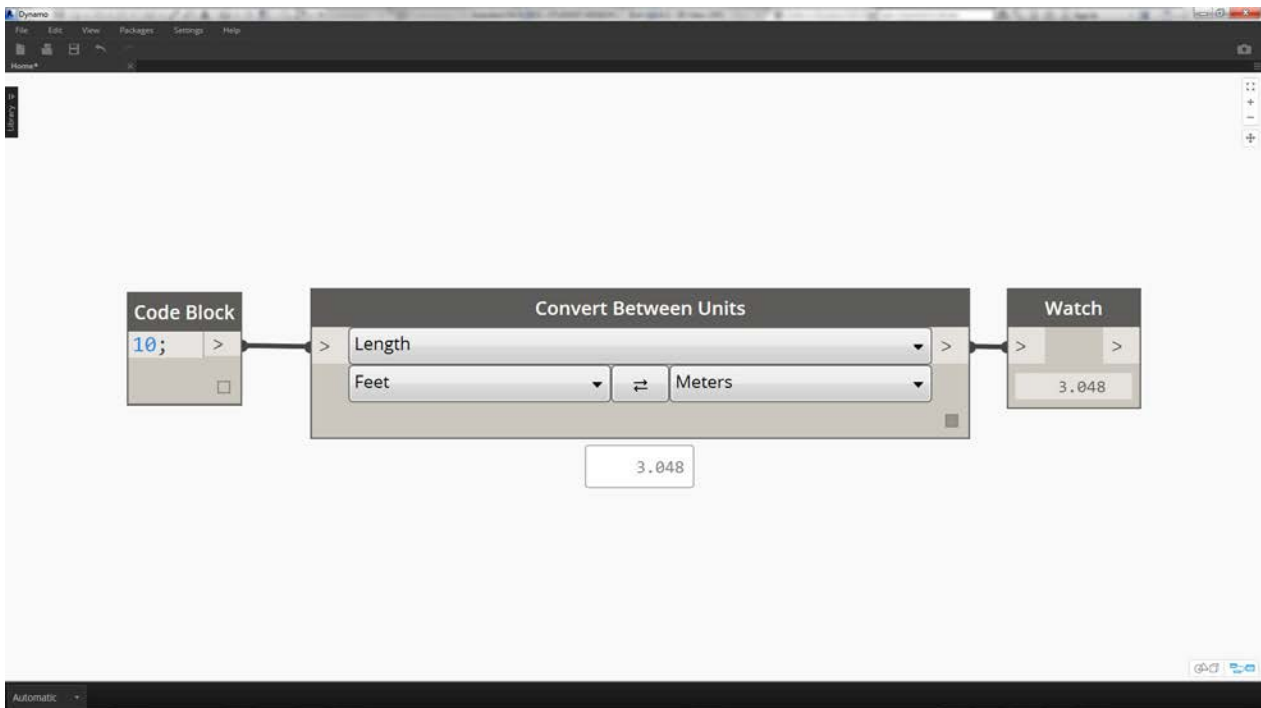 Dynamo
File Edit View Packages Settings Help
Home*
Library
Code Block
10; >
>
Convert Between Units
> Length >
Feet ⇄ Meters
3.048
Watch
> >
3.048
Automatic